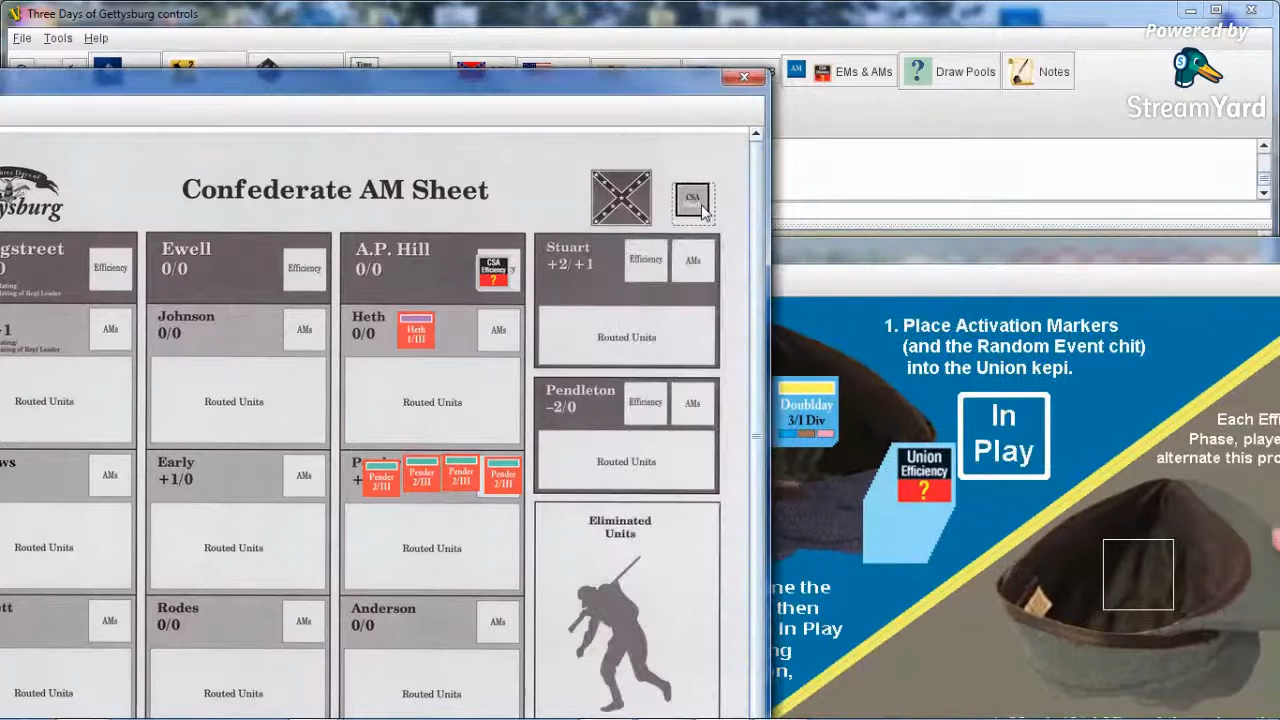 Three Days of Gettysburg controls
Powered by
File Tools Help
EMs & AMs
Draw Pools
Notes
StreamYard
Confederate AM Sheet
CSA
Ewell
0/0
Efficiency
A.P. Hill
0/0
CSA
Efficiency
?
Stuart
+2/+1
Efficiency
AMs
Efficiency
Routed Units
Johnson
0/0
AMs
Routed Units
Heth
0/0
Heth
1/III
AMs
Routed Units
AMs
Routed Units
Pendleton
–2/0
Efficiency
AMs
Routed Units
Early
+1/0
AMs
Routed Units
Pender
2/III
Pender
2/III
Pender
2/III
Pender
2/III
Routed Units
AMs
Routed Units
Eliminated
Units
Rodes
0/0
AMs
Routed Units
Anderson
0/0
AMs
Routed Units
AMs
Routed Units
1. Place Activation Markers
(and the Random Event chit)
into the Union kepi.
Doublday
3/I Div
In
Play
Union
Efficiency
?
Each
Phase, player
alternate this
the
then
In Play